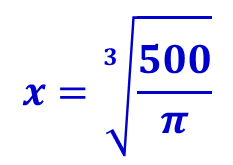 x = ∛(500/π)